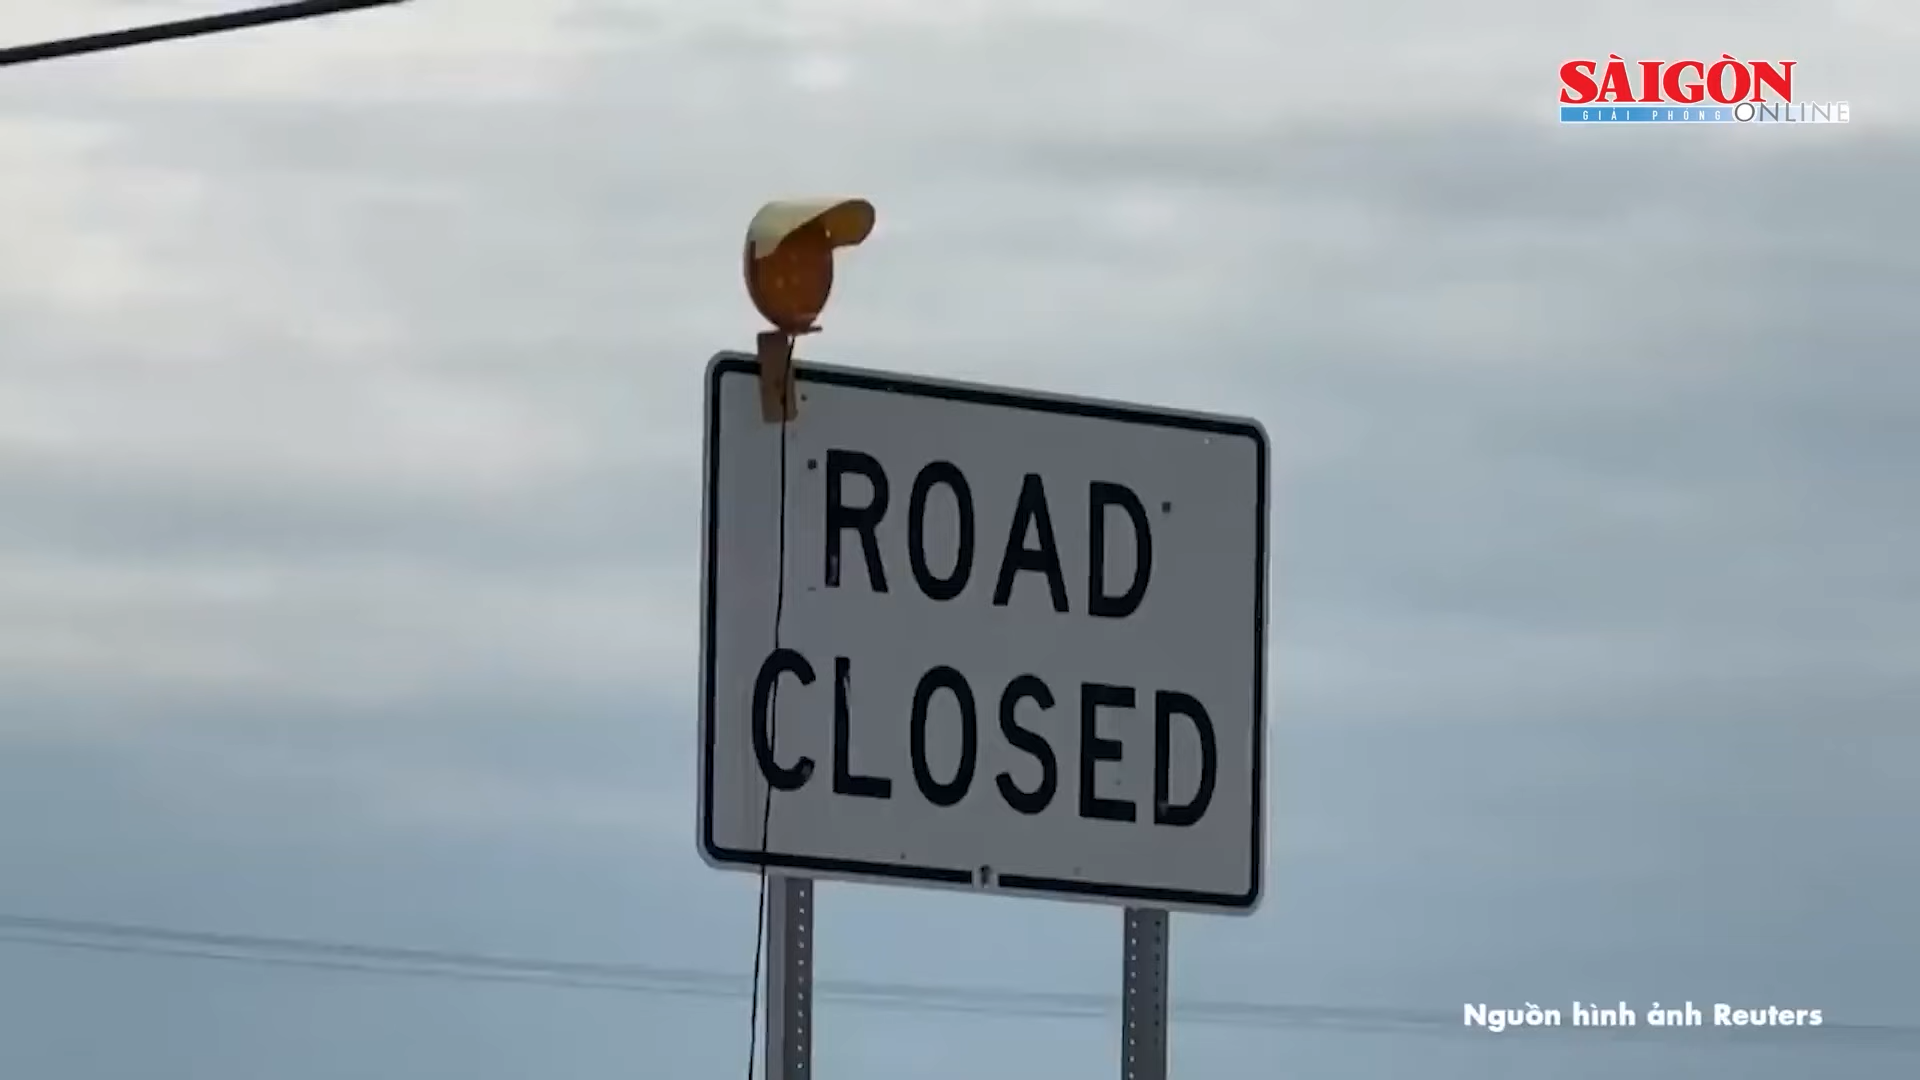 SÀIGÒN
GIẢI PHÓNG ONLINE
ROAD
CLOSED
Nguồn hình ảnh Reuters